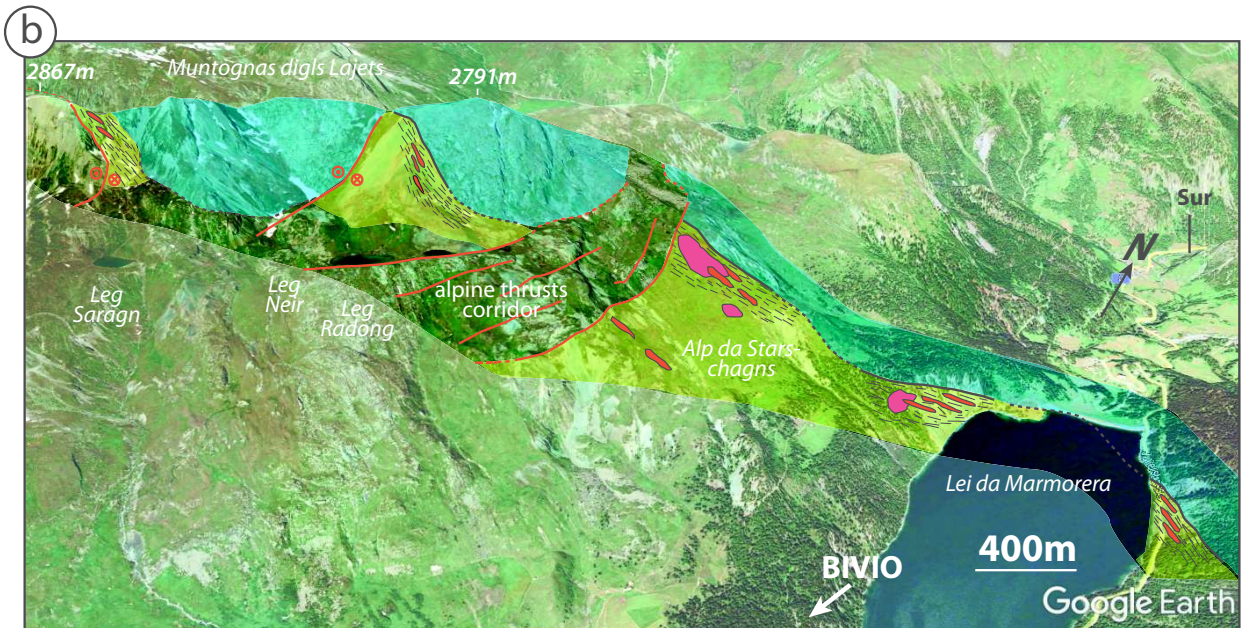 b
2867m
Muntognas digls Lajets
2791m
Sur
N
Leg
Saragn
Leg
Neir
Leg
Radong
alpine thrusts
corridor
Alp da Stars
chagns
Lei da Marmorera
400m
BIVIO
Google Earth